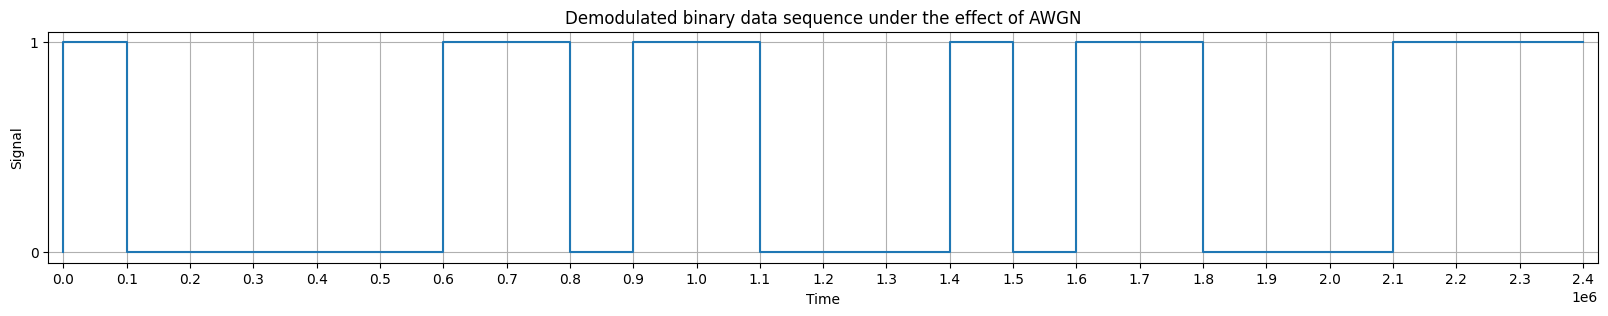 Demodulated binary data sequence under the effect of AWGN
1
Signal
0
0.0 0.1 0.2 0.3 0.4 0.5 0.6 0.7 0.8 0.9 1.0 1.1 1.2 1.3 1.4 1.5 1.6 1.7 1.8 1.9 2.0 2.1 2.2 2.3 2.4
Time
1e6